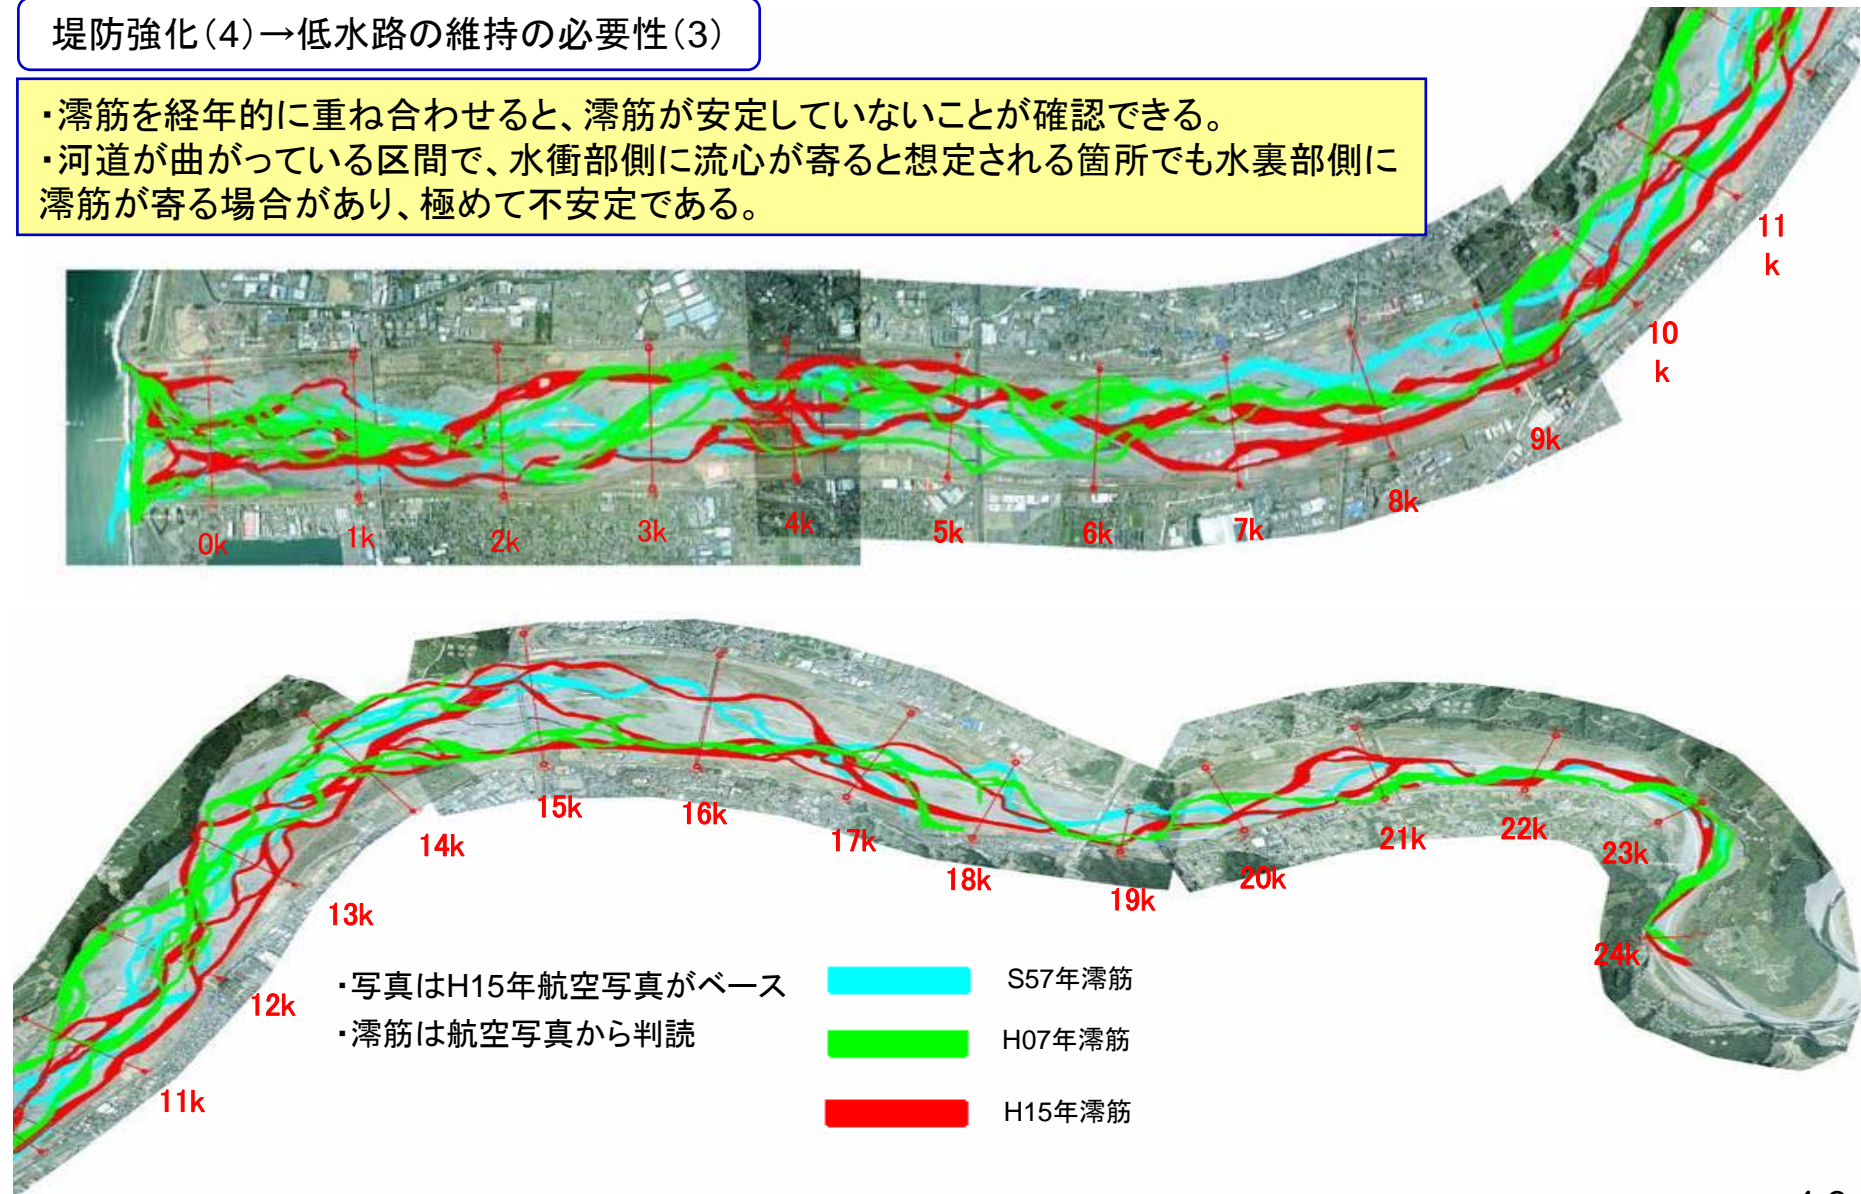 堤防強化(4)→低水路の維持の必要性(3)
・澪筋を経年的に重ね合わせると、澪筋が安定していないことが確認できる。
・河道が曲がっている区間で、水衝部側に流心が寄ると想定される箇所でも水裏部側に
澪筋が寄る場合があり、極めて不安定である。
11
k
10
k
9k
8k
7k
6k
5k
4k
3k
2k
1k
0k
15k
16k
14k
17k
18k
19k
20k
21k
22k
23k
24k
13k
12k
11k
・写真はH15年航空写真がベース
・澪筋は航空写真から判読
S57年澪筋
H07年澪筋
H15年澪筋